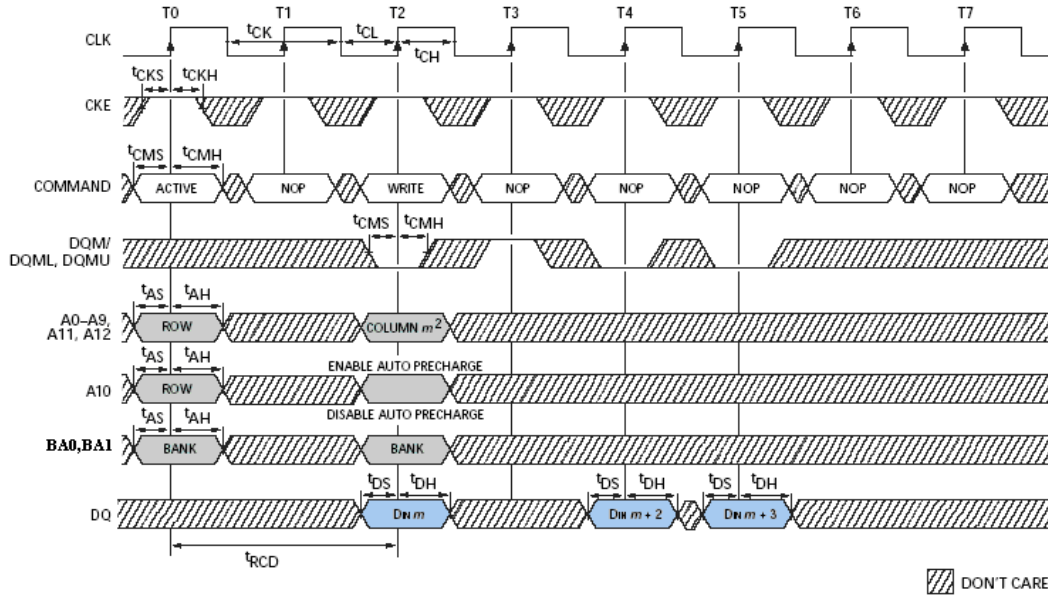 T0 T1 T2 T3 T4 T5 T6 T7
CLK tCK tCL tCH
tCKS tCKH
CKE
tCMS tCMH
COMMAND ACTIVE NOP WRITE NOP NOP NOP NOP NOP
tCMS tCMH
DQM/
DQML, DQMU
tAS tAH
A0–A9,
A11, A12 ROW COLUMN m2
tAS tAH ENABLE AUTO PRECHARGE
A10 ROW
DISABLE AUTO PRECHARGE
tAS tAH
BA0,BA1 BANK BANK
tDS tDH tDS tDH tDS tDH
DQ DIN m DIN m + 2 DIN m + 3
tRCD
DON'T CARE